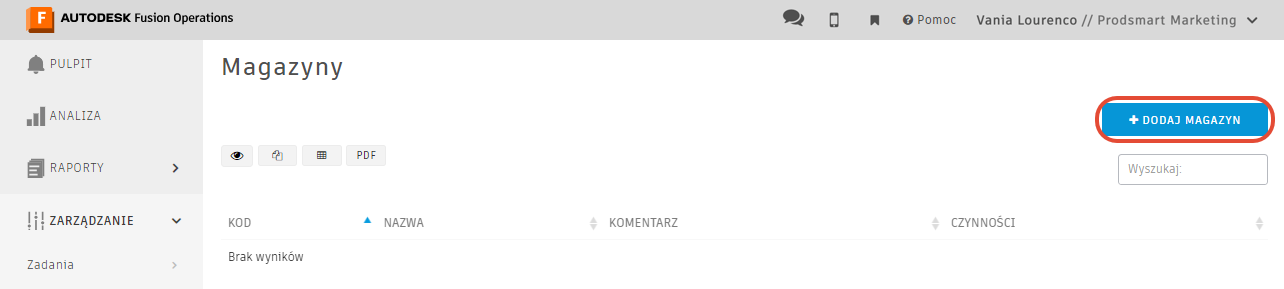 F AUTODESK Fusion Operations
Pomoc
Vania Lourenco // Prodsmart Marketing
PULPIT
ANALIZA
RAPORTY
ZARZĄDZANIE
Zadania
Magazyny
+ DODAJ MAGAZYN
PDF
Wyszukaj:
KOD NAZWA KOMENTARZ CZYNNOŚCI
Brak wyników